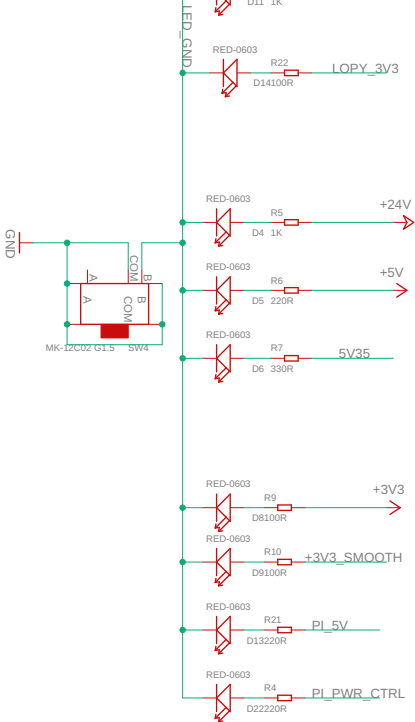 D11 1K
LED_GND
RED-0603
R22
LOPY_3V3
D14100R
+24V
RED-0603
R5
D4 1K
GND
RED-0603
R6
+5V
D5 220R
A
COM
B
A
COM
B
MK-12C02 G1.5 SW4
RED-0603
R7
5V35
D6 330R
RED-0603
R9
+3V3
D8100R
RED-0603
R10
+3V3_SMOOTH
D9100R
RED-0603
R21
PI_5V
D13220R
RED-0603
R4
PI_PWR_CTRL
D22220R